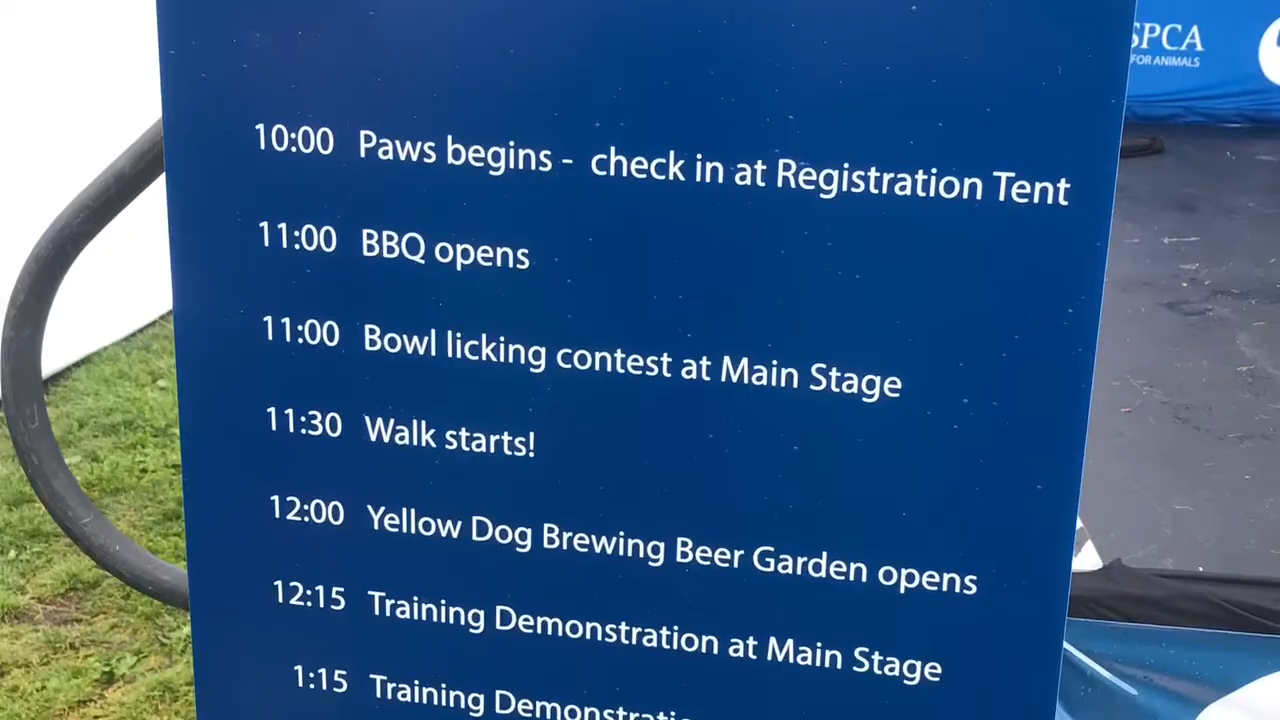 SPCA
FOR ANIMALS
10:00 Paws begins - check in at Registration Tent
11:00 BBQ opens
11:00 Bowl licking contest at Main Stage
11:30 Walk starts!
12:00 Yellow Dog Brewing Beer Garden opens
12:15 Training Demonstration at Main Stage
1:15 Training